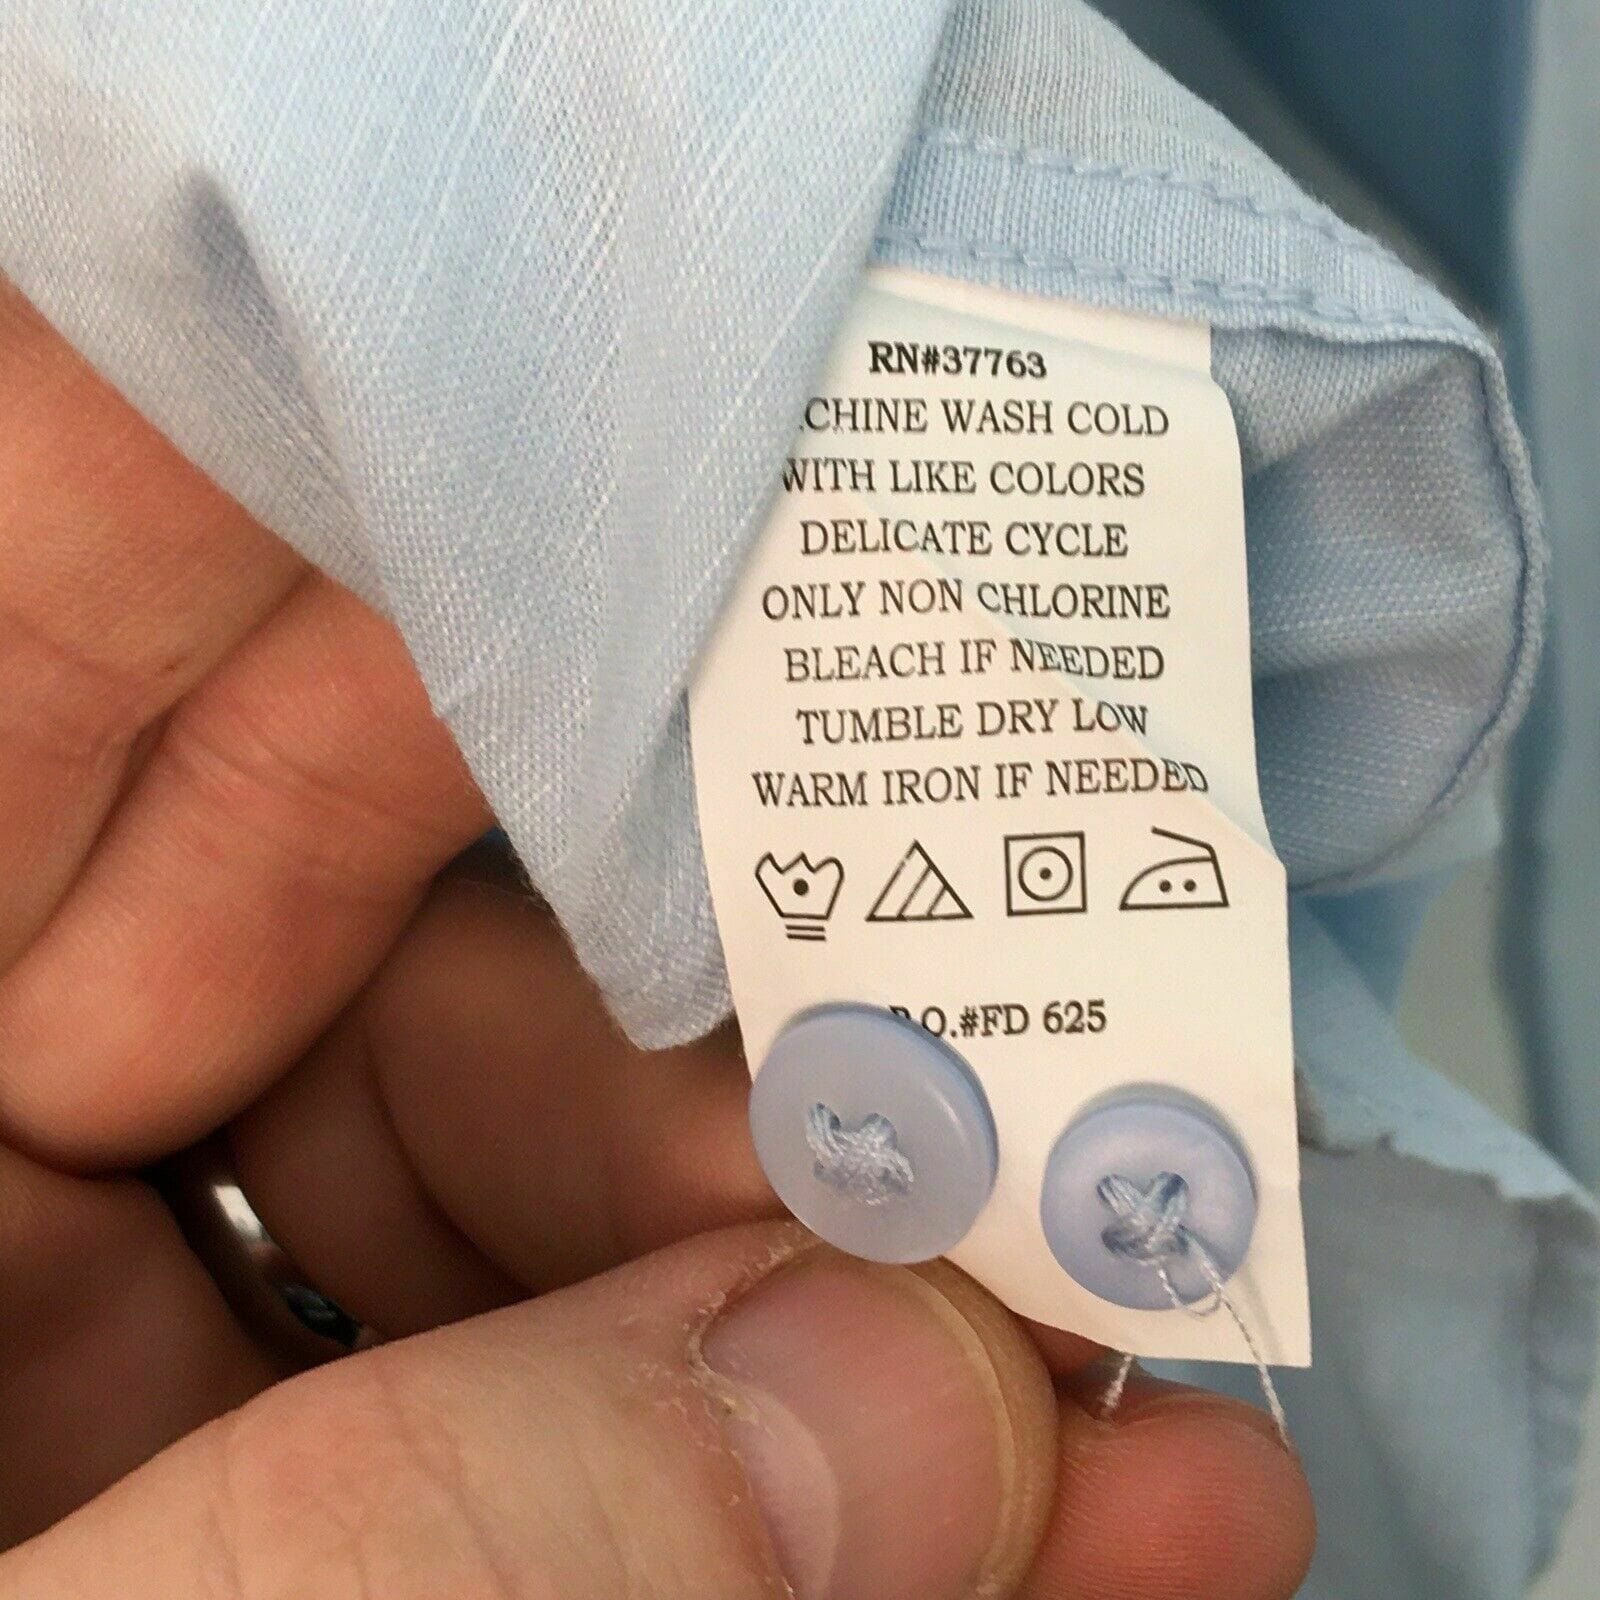 RN#37763
CHINE WASH COLD
WITH LIKE COLORS
DELICATE CYCLE
ONLY NON CHLORINE
BLEACH IF NEEDED
TUMBLE DRY LOW
WARM IRON IF NEEDED
P.O.#FD 625